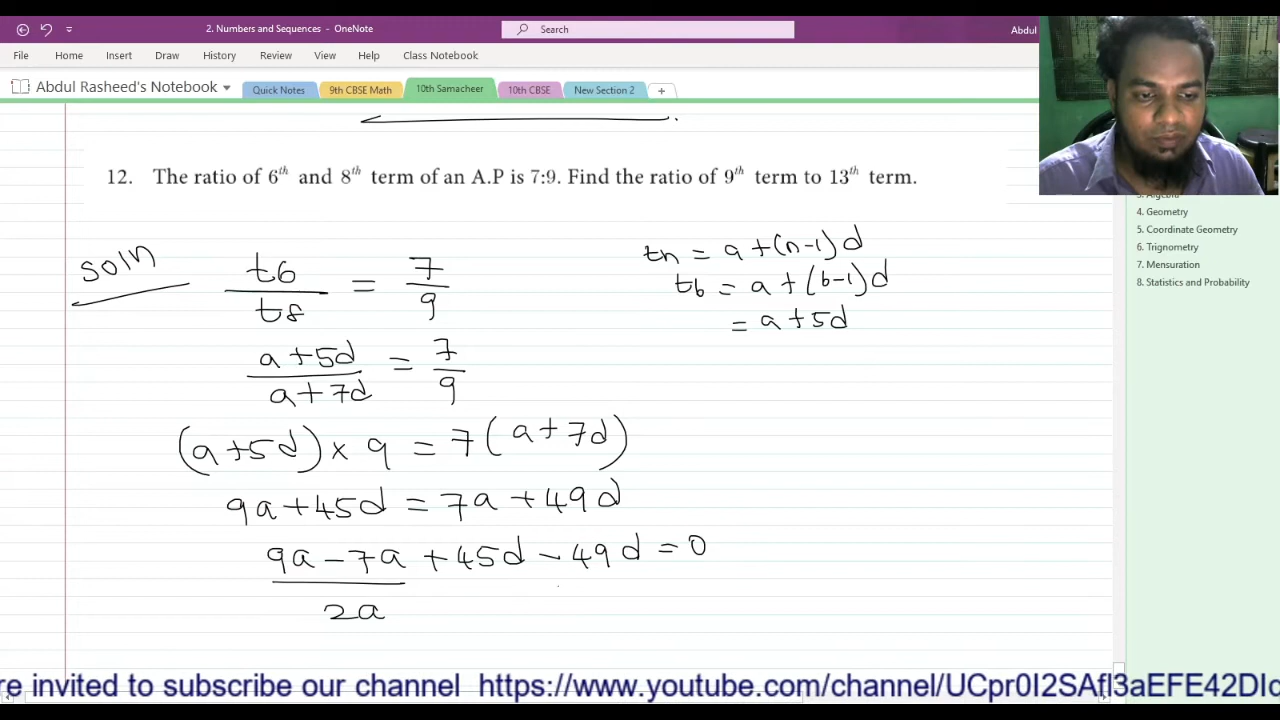 2. Numbers and Sequences - OneNote
Search
Abdul
File Home Insert Draw History Review View Help Class Notebook
Abdul Rasheed's Notebook
Quick Notes
9th CBSE Math
10th Samacheer
10th CBSE
New Section 2
+
12. The ratio of 6th and 8th term of an A.P is 7:9. Find the ratio of 9th term to 13th term.
4. Geometry
5. Coordinate Geometry
6. Trignometry
7. Mensuration
8. Statistics and Probability
soln
t6/t8 = 7/9
tn = a+(n-1)d
t6 = a+(6-1)d
= a+5d
a+5d/a+7d = 7/9
(a+5d) x 9 = 7(a+7d)
9a+45d = 7a+49d
9a-7a+45d-49d = 0
2a
re invited to subscribe our channel https://www.youtube.com/channel/UCpr0I2SAfl3aEFE42DIc